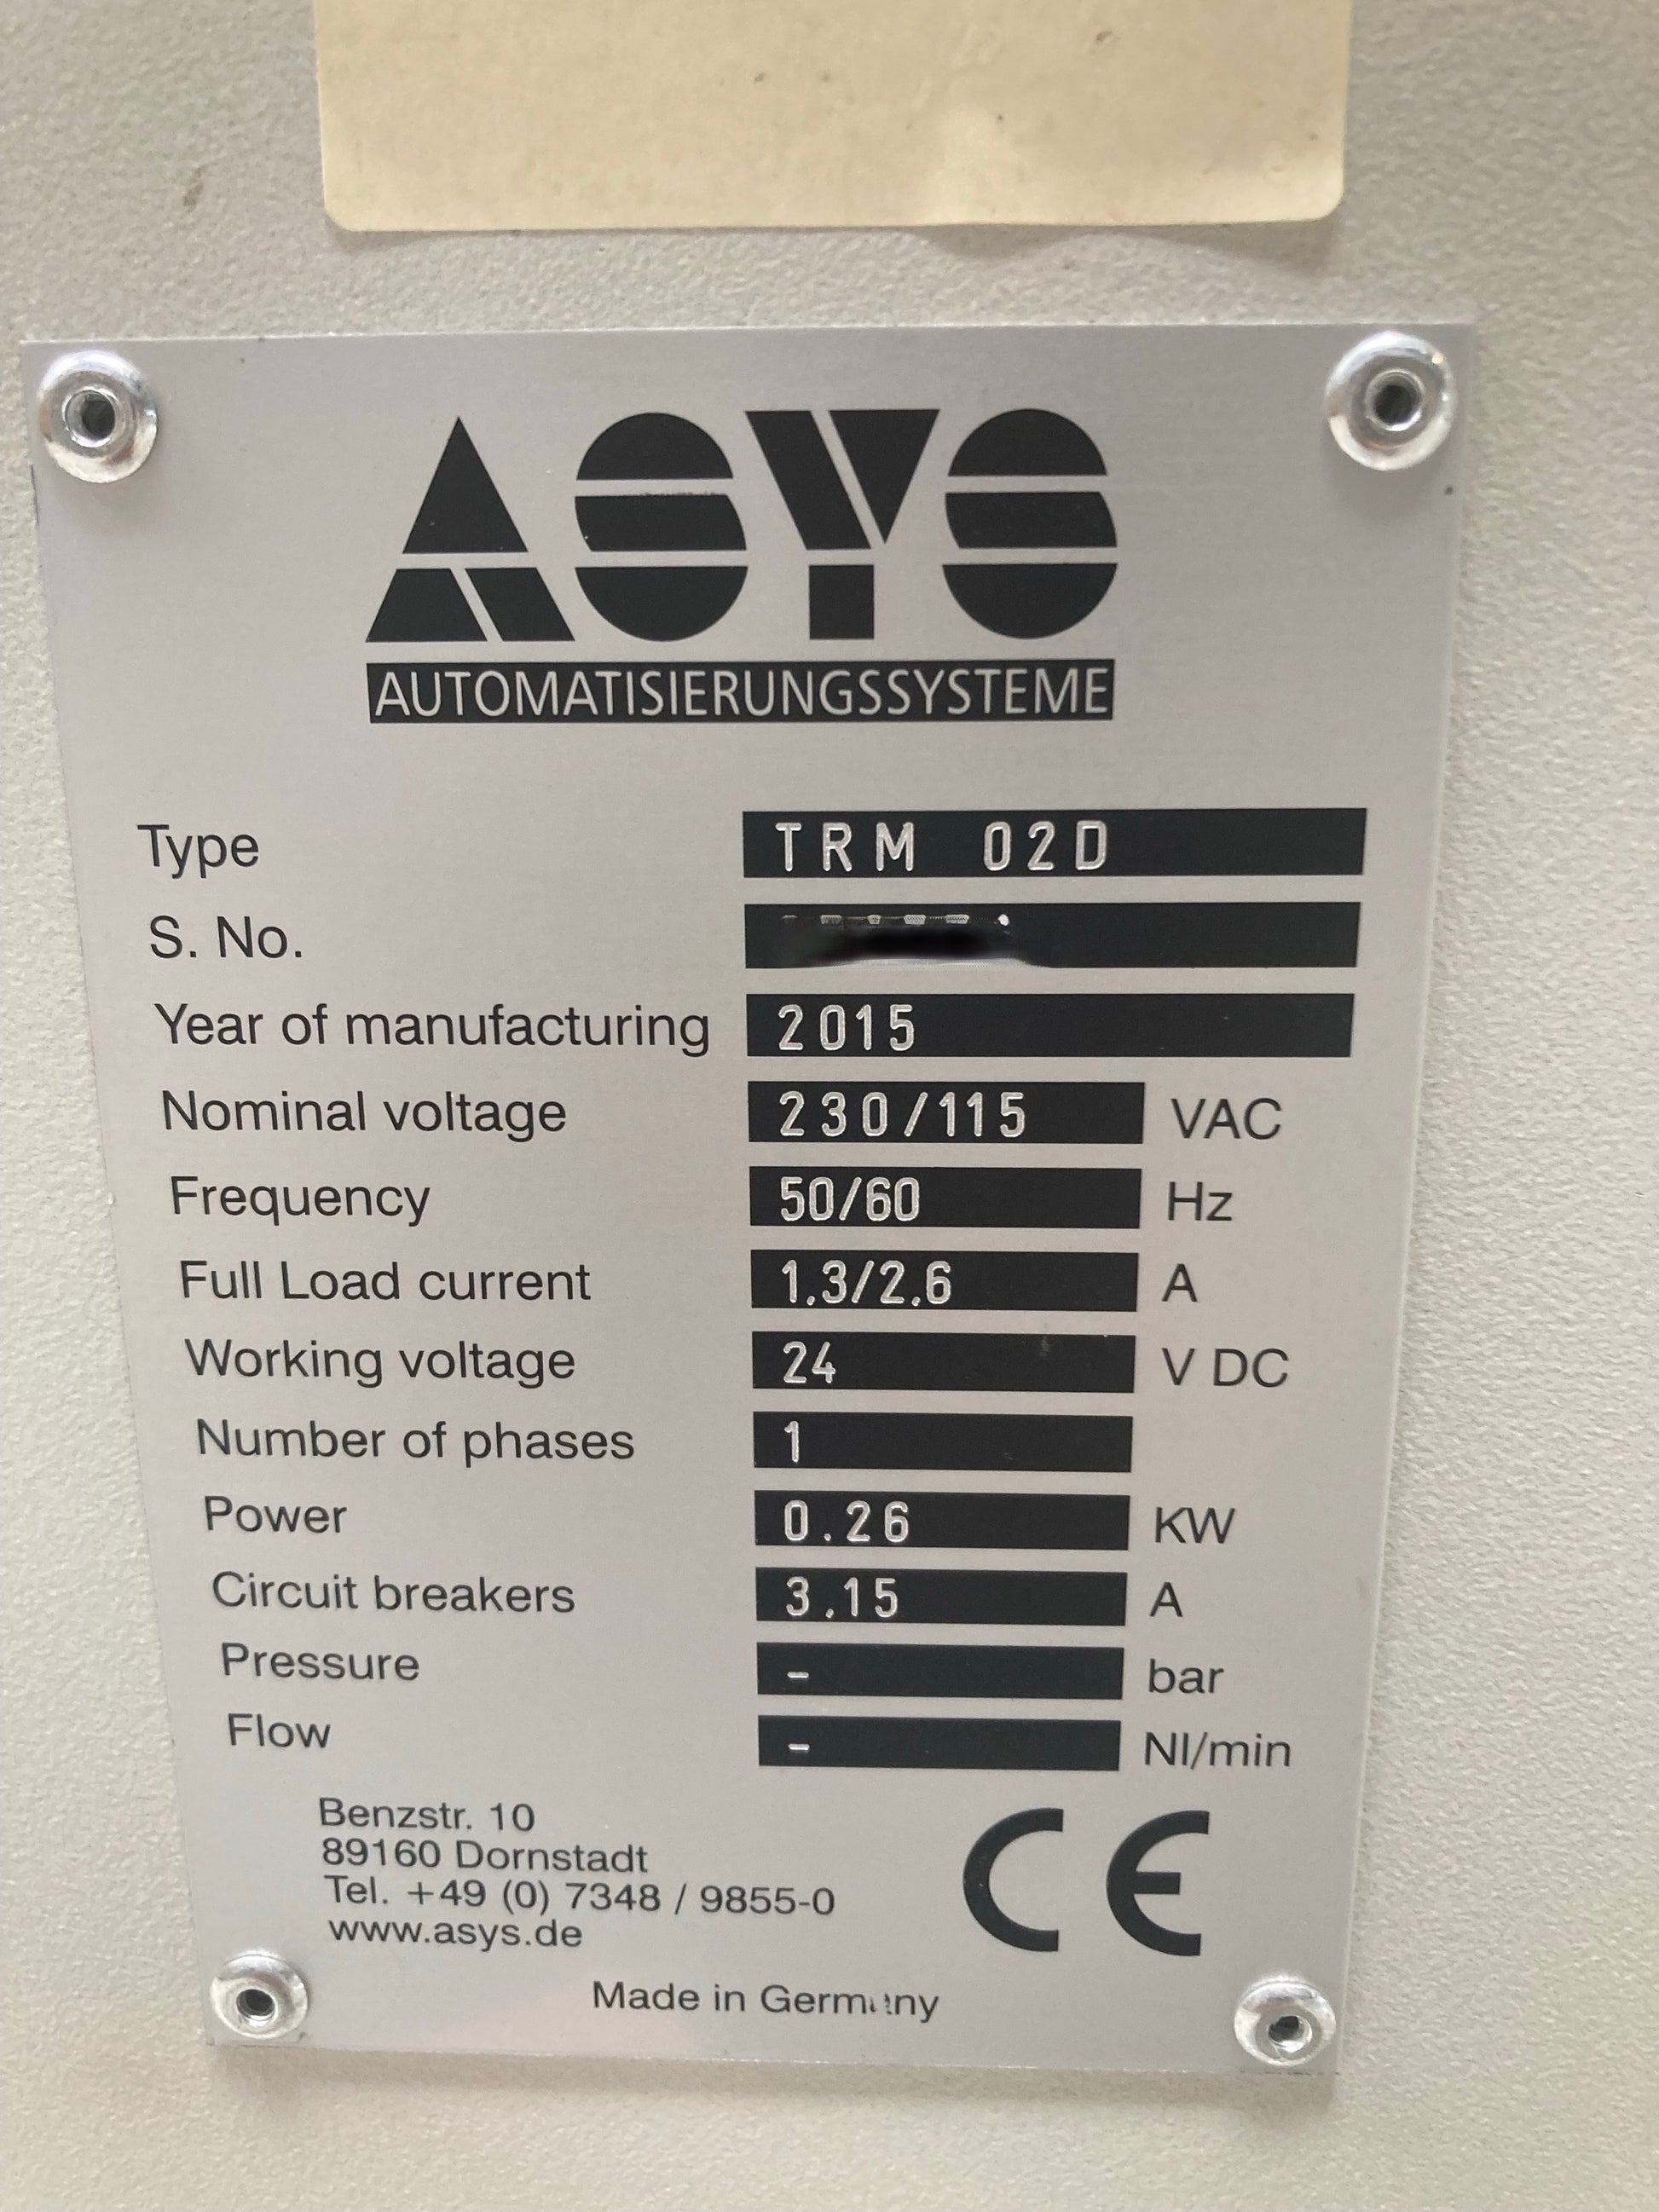 ASYS
AUTOMATISIERUNGSSYSTEME
Type TRM 02D
S. No.
Year of manufacturing 2015
Nominal voltage 230/115 VAC
Frequency 50/60 Hz
Full Load current 1.3/2.6 A
Working voltage 24 V DC
Number of phases 1
Power 0.26 KW
Circuit breakers 3.15 A
Pressure - bar
Flow - Nl/min
Benzstr. 10
89160 Dornstadt
Tel. +49 (0) 7348 / 9855-0
www.asys.de
CE
Made in Germany